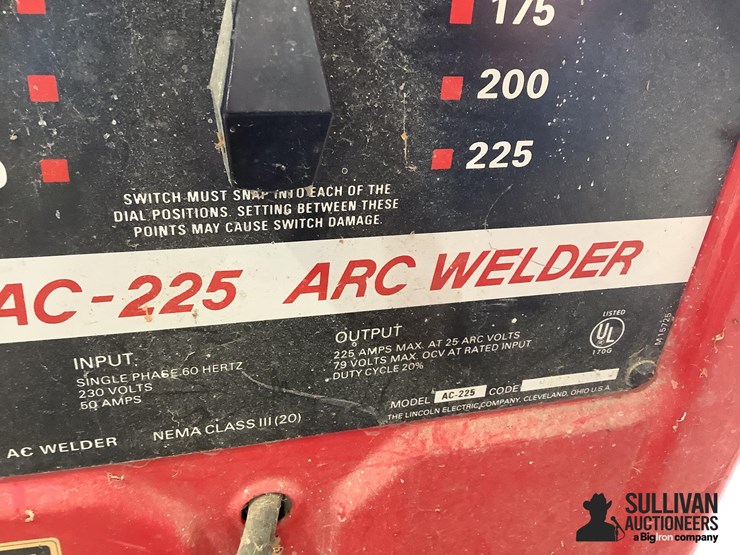 175
200
225
SWITCH MUST SNAP INTO EACH OF THE
DIAL POSITIONS. SETTING BETWEEN THESE
POINTS MAY CAUSE SWITCH DAMAGE.
AC-225 ARC WELDER
INPUT
SINGLE PHASE 60 HERTZ
230 VOLTS
50 AMPS
OUTPUT
225 AMPS MAX. AT 25 ARC VOLTS
79 VOLTS MAX. OCV AT RATED INPUT
DUTY CYCLE 20%
LISTED
UL
170G
M15725
MODEL AC-225 CODE
THE LINCOLN ELECTRIC COMPANY, CLEVELAND, OHIO U.S.A.
AC WELDER NEMA CLASS III (20)
SULLIVAN
AUCTIONEERS
a BigIron company